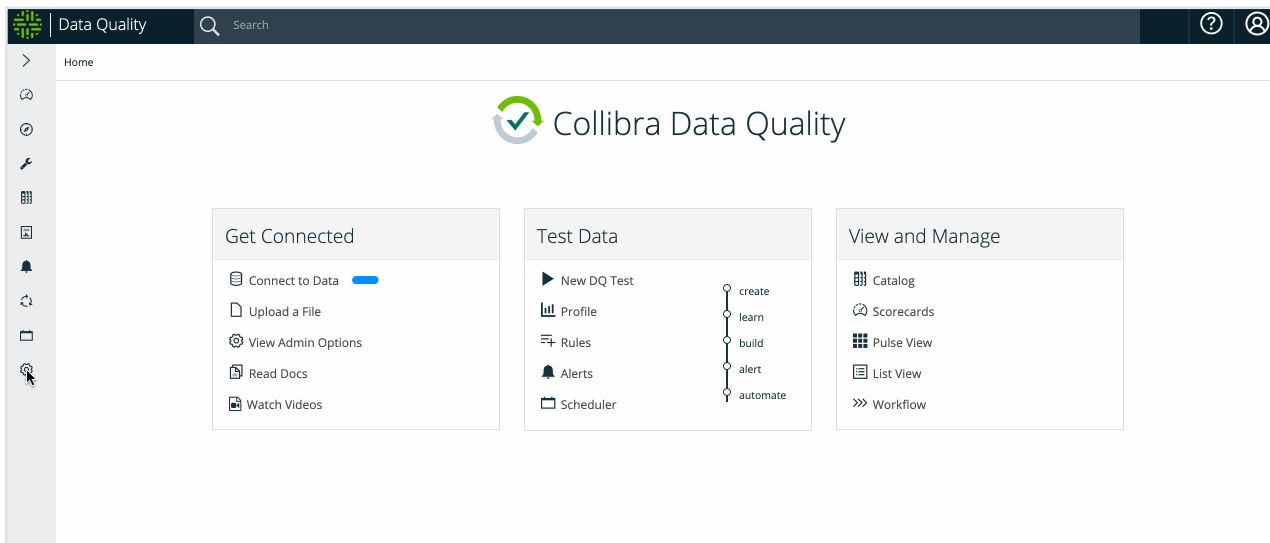 Data Quality
Search
Home
Collibra Data Quality
Get Connected
Connect to Data
Upload a File
View Admin Options
Read Docs
Watch Videos
Test Data
New DQ Test
Profile
Rules
Alerts
Scheduler
create
learn
build
alert
automate
View and Manage
Catalog
Scorecards
Pulse View
List View
Workflow